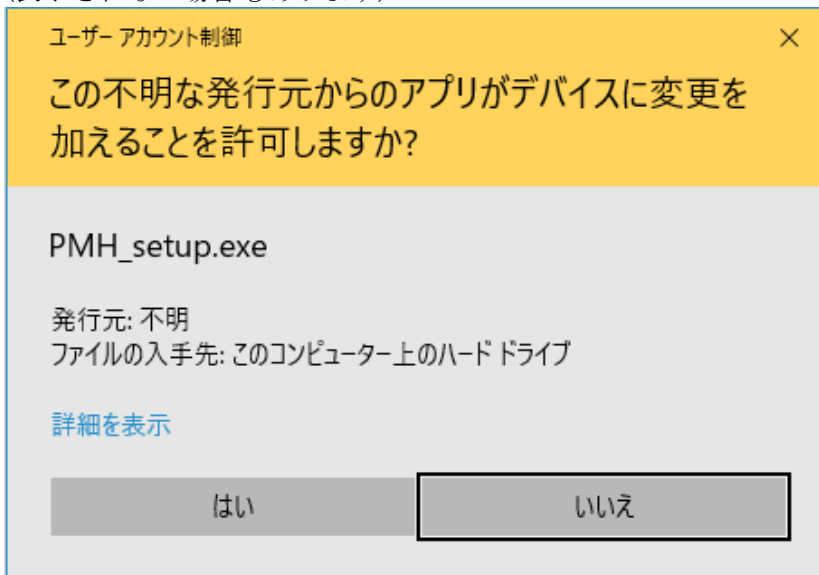 ユーザー アカウント制御
この不明な発行元からのアプリがデバイスに変更を
加えることを許可しますか?
PMH_setup.exe
発行元: 不明
ファイルの入手先: このコンピューター上のハード ドライブ
詳細を表示
はい
いいえ